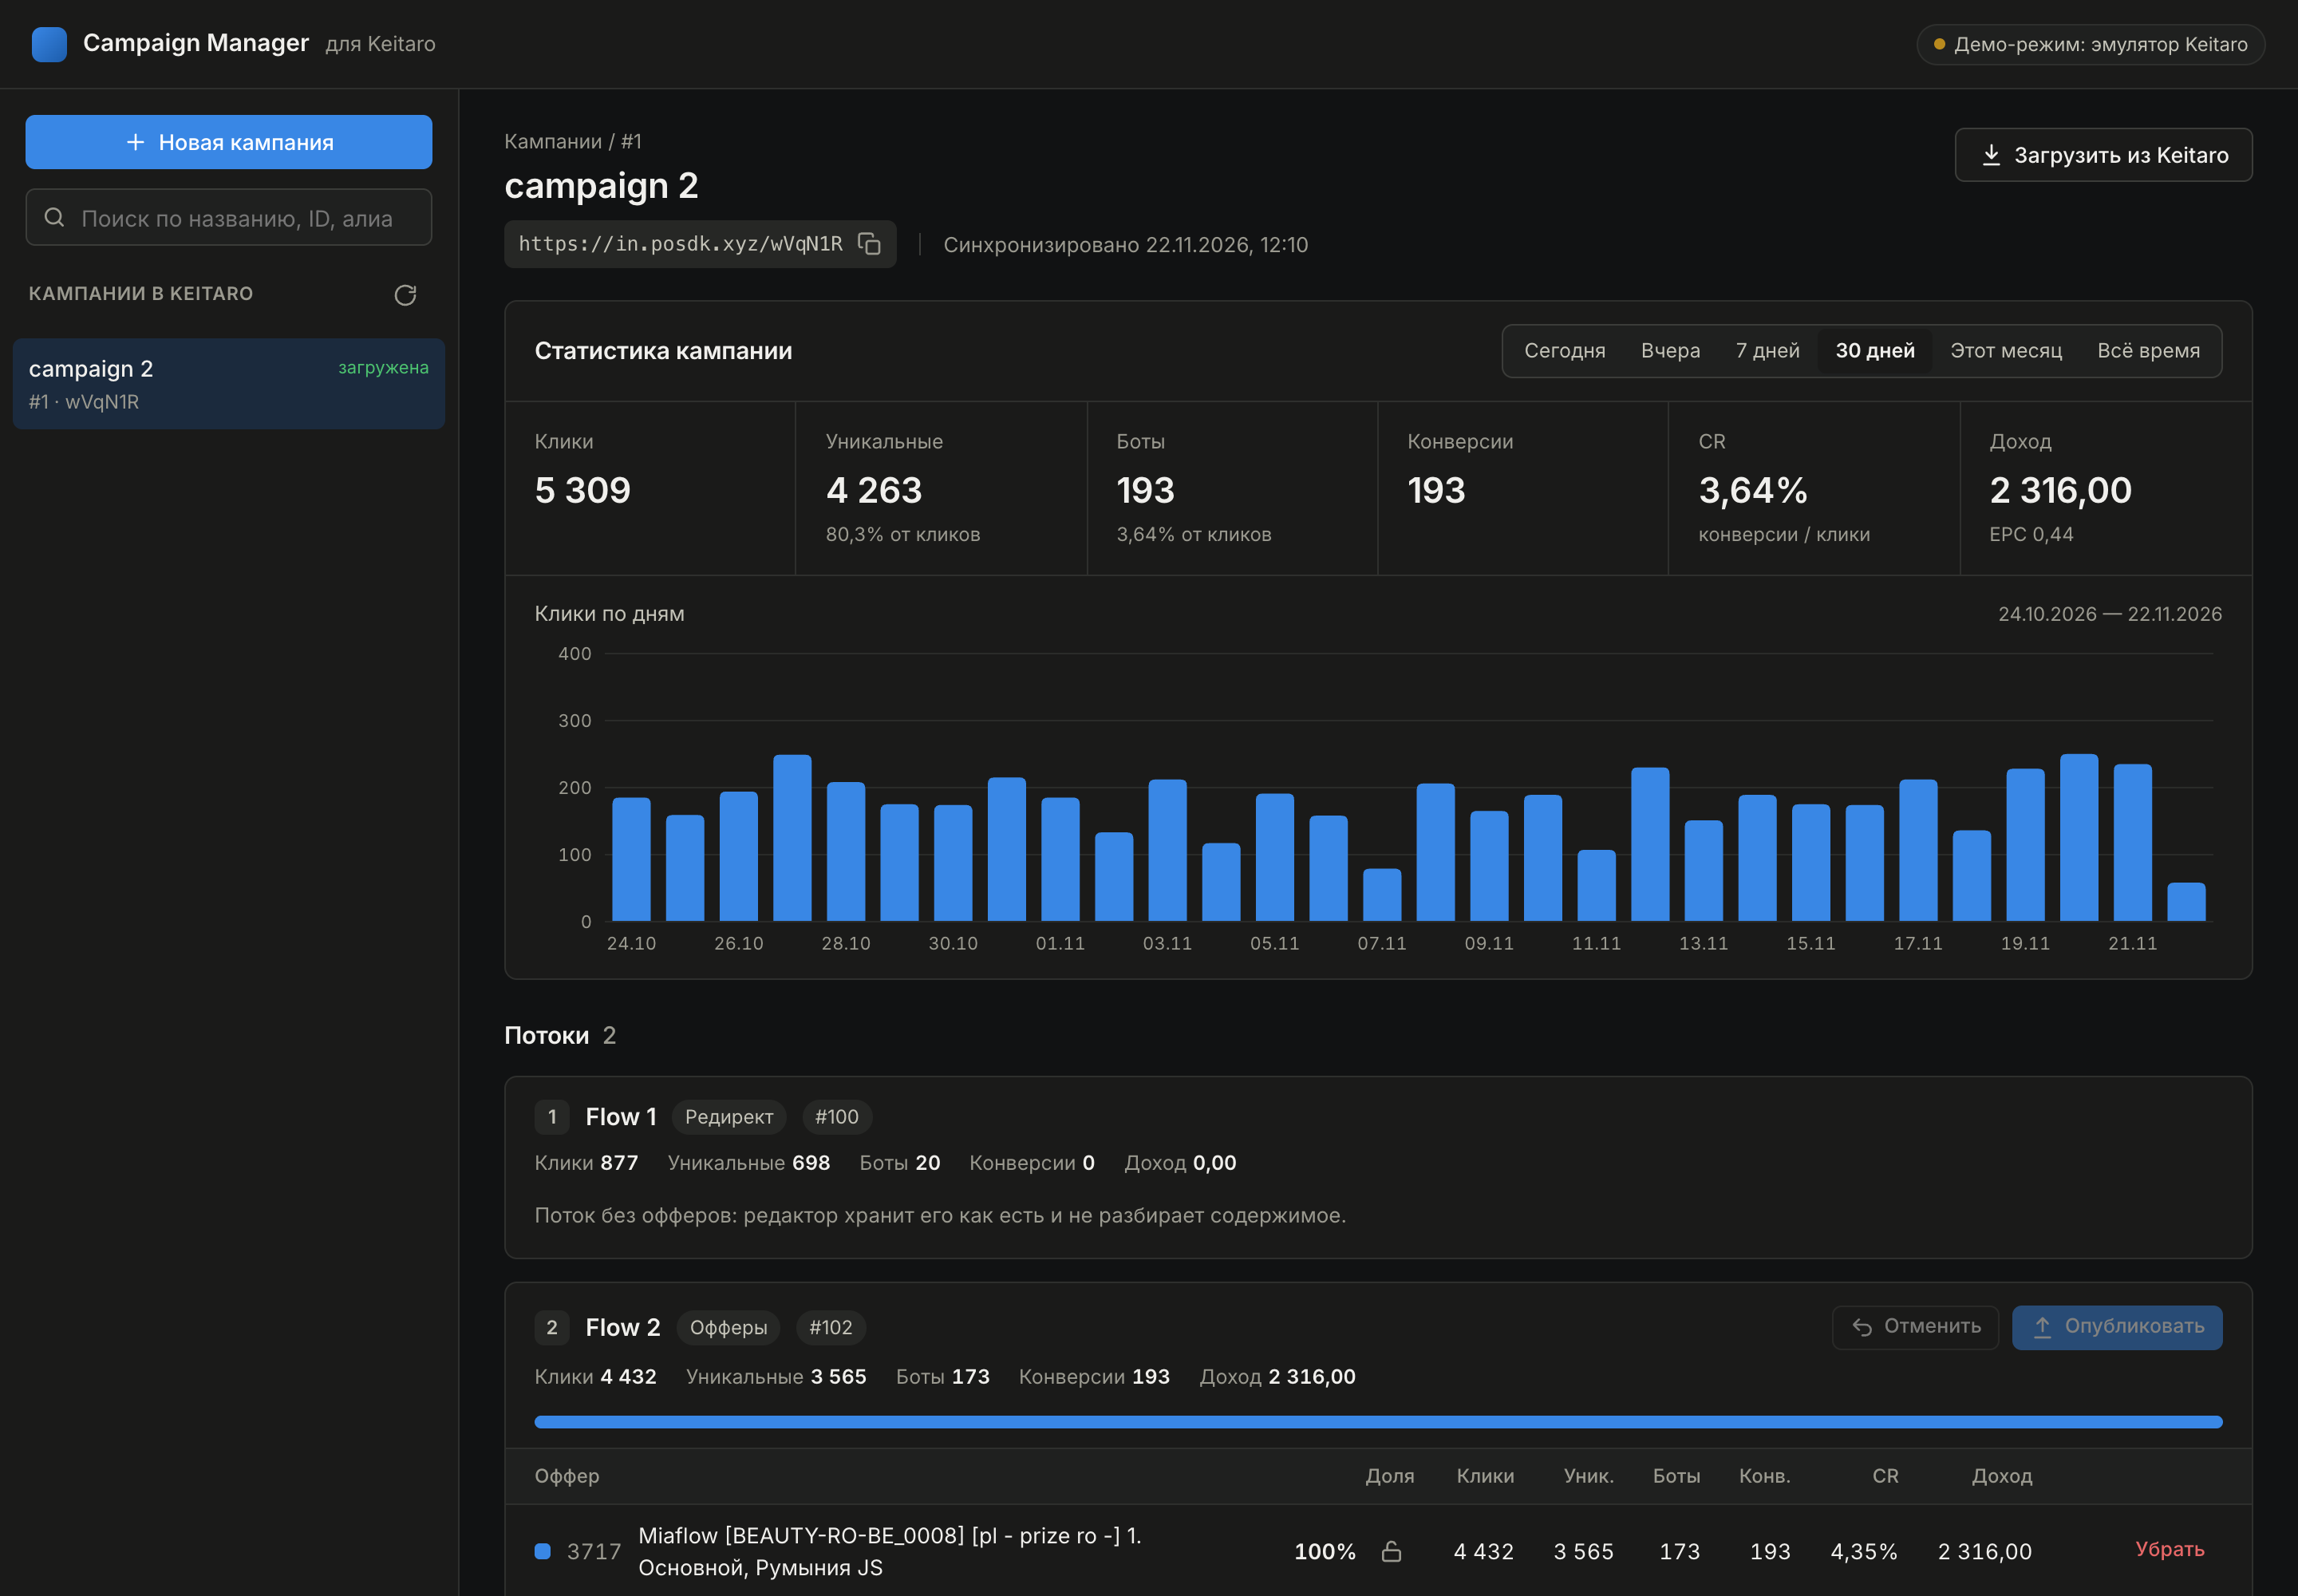 Campaign Manager для Keitaro
Демо-режим: эмулятор Keitaro
Новая кампания
Поиск по названию, ID, алиа
КАМПАНИИ В KEITARO
campaign 2
загружена
#1 · wVqN1R
Кампании / #1
campaign 2
https://in.posdk.xyz/wVqN1R
Синхронизировано 22.11.2026, 12:10
Загрузить из Keitaro
Статистика кампании
Сегодня Вчера 7 дней 30 дней Этот месяц Всё время
Клики Уникальные Боты Конверсии CR Доход
5 309 4 263 193 193 3,64% 2 316,00
80,3% от кликов 3,64% от кликов конверсии / клики EPC 0,44
Клики по дням
24.10.2026 — 22.11.2026
400
300
200
100
0
24.10 26.10 28.10 30.10 01.11 03.11 05.11 07.11 09.11 11.11 13.11 15.11 17.11 19.11 21.11
Потоки 2
1 Flow 1 Редирект #100
Клики 877 Уникальные 698 Боты 20 Конверсии 0 Доход 0,00
Поток без офферов: редактор хранит его как есть и не разбирает содержимое.
2 Flow 2 Офферы #102
Отменить Опубликовать
Клики 4 432 Уникальные 3 565 Боты 173 Конверсии 193 Доход 2 316,00
Оффер Доля Клики Уник. Боты Конв. CR Доход
3717 Miaflow [BEAUTY-RO-BE_0008] [pl - prize ro -] 1.
Основной, Румыния JS
100% 4 432 3 565 173 193 4,35% 2 316,00 Убрать